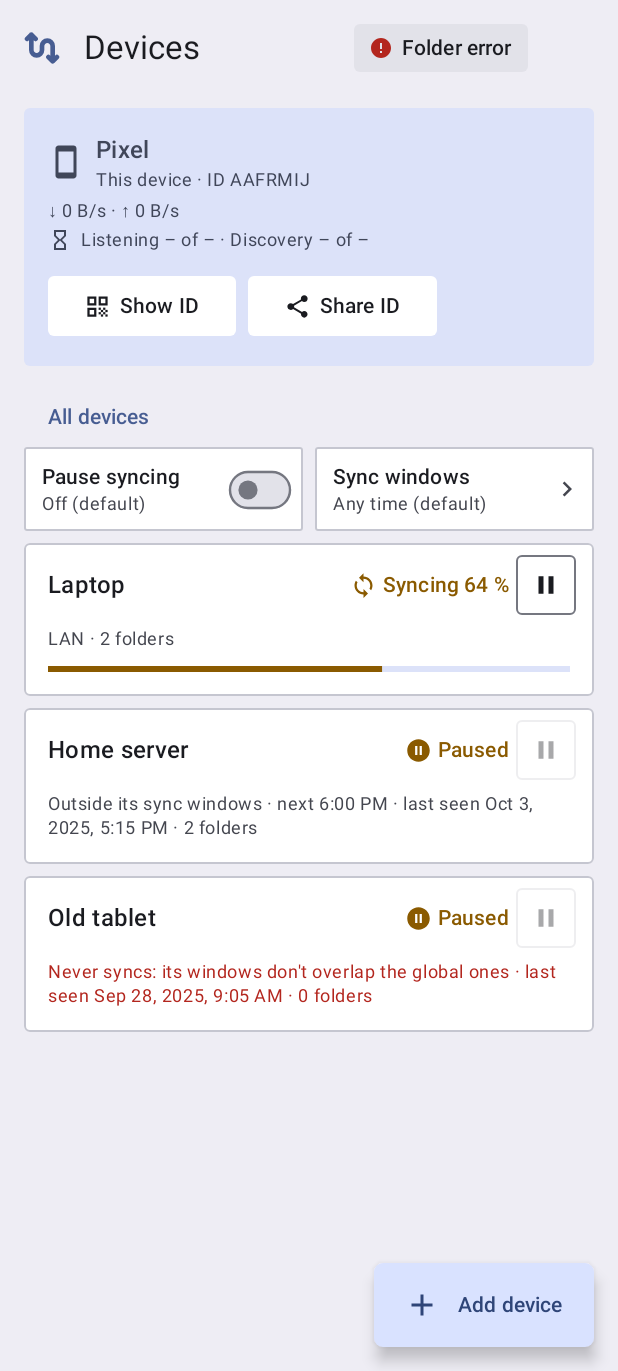 Devices
Folder error
Pixel
This device · ID AAFRMIJ
↓ 0 B/s · ↑ 0 B/s
Listening – of – · Discovery – of –
Show ID
Share ID
All devices
Pause syncing
Off (default)
Sync windows
Any time (default)
Laptop
Syncing 64 %
LAN · 2 folders
Home server
Paused
Outside its sync windows · next 6:00 PM · last seen Oct 3,
2025, 5:15 PM · 2 folders
Old tablet
Paused
Never syncs: its windows don't overlap the global ones · last
seen Sep 28, 2025, 9:05 AM · 0 folders
Add device